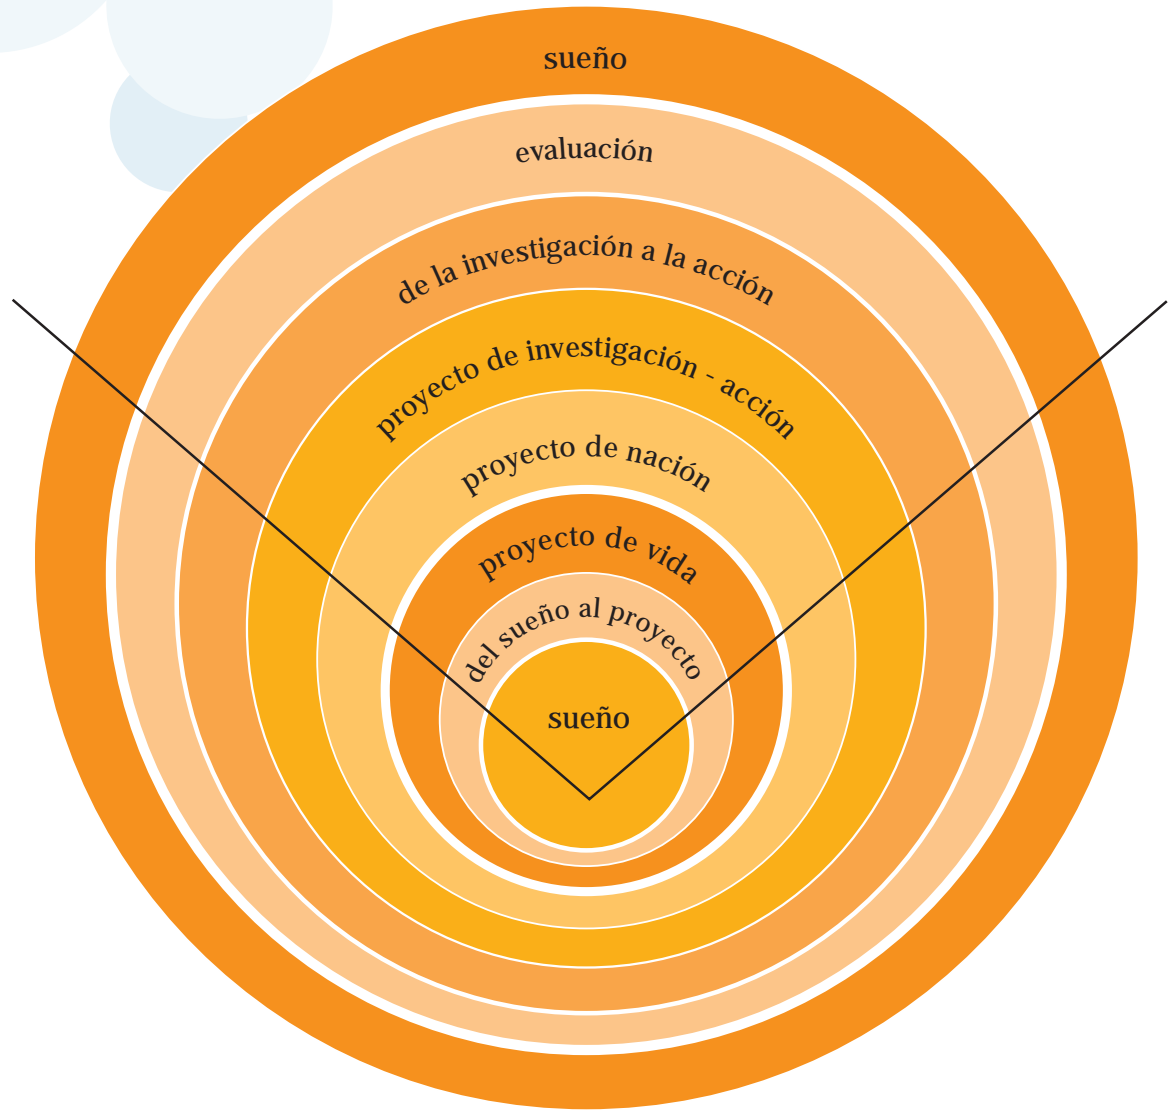 sueño
evaluación
de la investigación a la acción
proyecto de investigación - acción
proyecto de nación
proyecto de vida
del sueño al proyecto
sueño